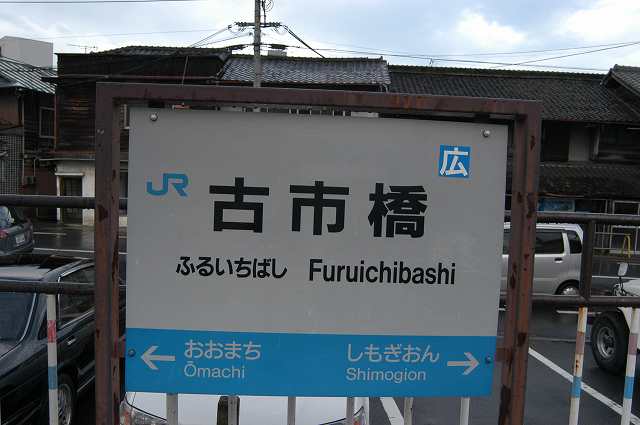 JR 古市橋 広
ふるいちばし Furuichibashi
← おおまち しもぎおん →
Ōmachi Shimogion